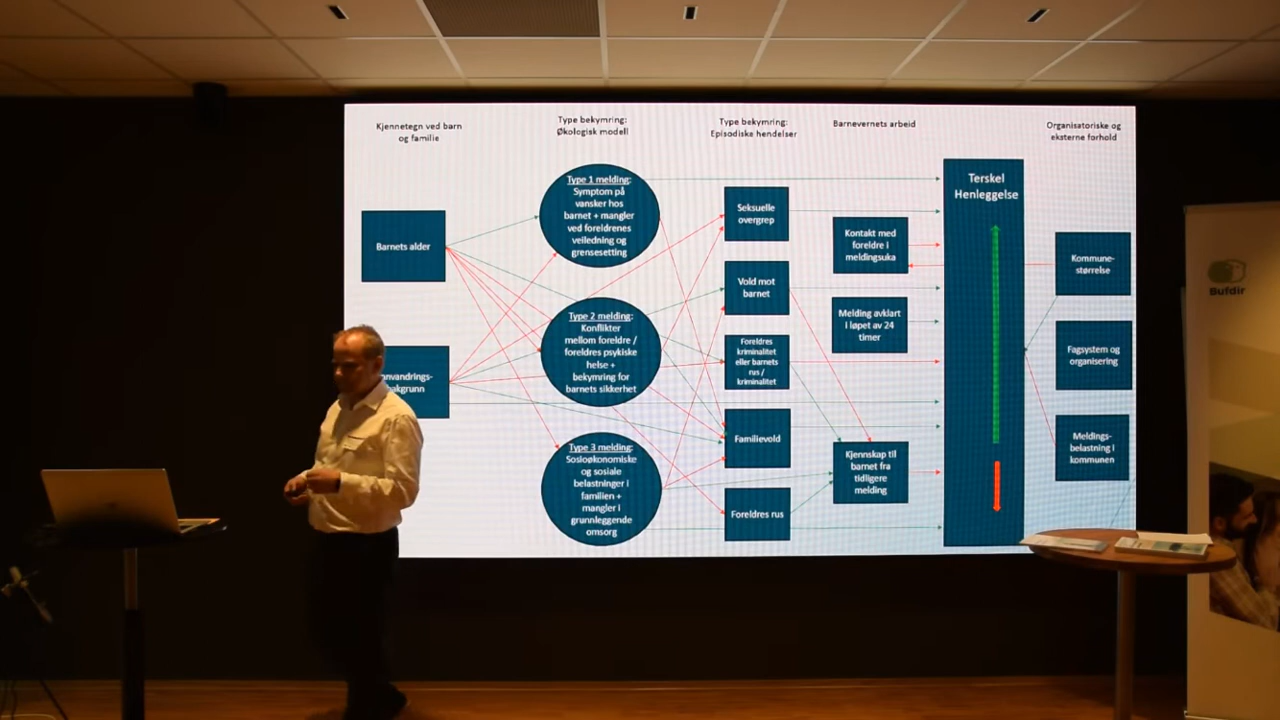 Kjennetegn ved barn
og familie
Type bekymring:
Økologisk modell
Type bekymring:
Episodiske hendelser
Barnevernets arbeid
Organisatoriske og
eksterne forhold
Barnets alder
nnvandrings-
bakgrunn
Type 1 melding:
Symptom på
vansker hos
barnet + mangler
ved foreldrenes
veiledning og
grensesetting
Type 2 melding:
Konflikter
mellom foreldre /
foreldres psykiske
helse +
bekymring for
barnets sikkerhet
Type 3 melding:
Sosioøkonomiske
og sosiale
belastninger i
familien +
mangler i
grunnleggende
omsorg
Seksuelle
overgrep
Vold mot
barnet
Foreldres
kriminalitet
eller barnets
rus /
kriminalitet
Familievold
Foreldres rus
Kontakt med
foreldre i
meldingsuka
Melding avklart
i løpet av 24
timer
Kjennskap til
barnet fra
tidligere
melding
Terskel
Henleggelse
Kommune-
størrelse
Fagsystem og
organisering
Meldings-
belastning i
kommunen
Bufdir